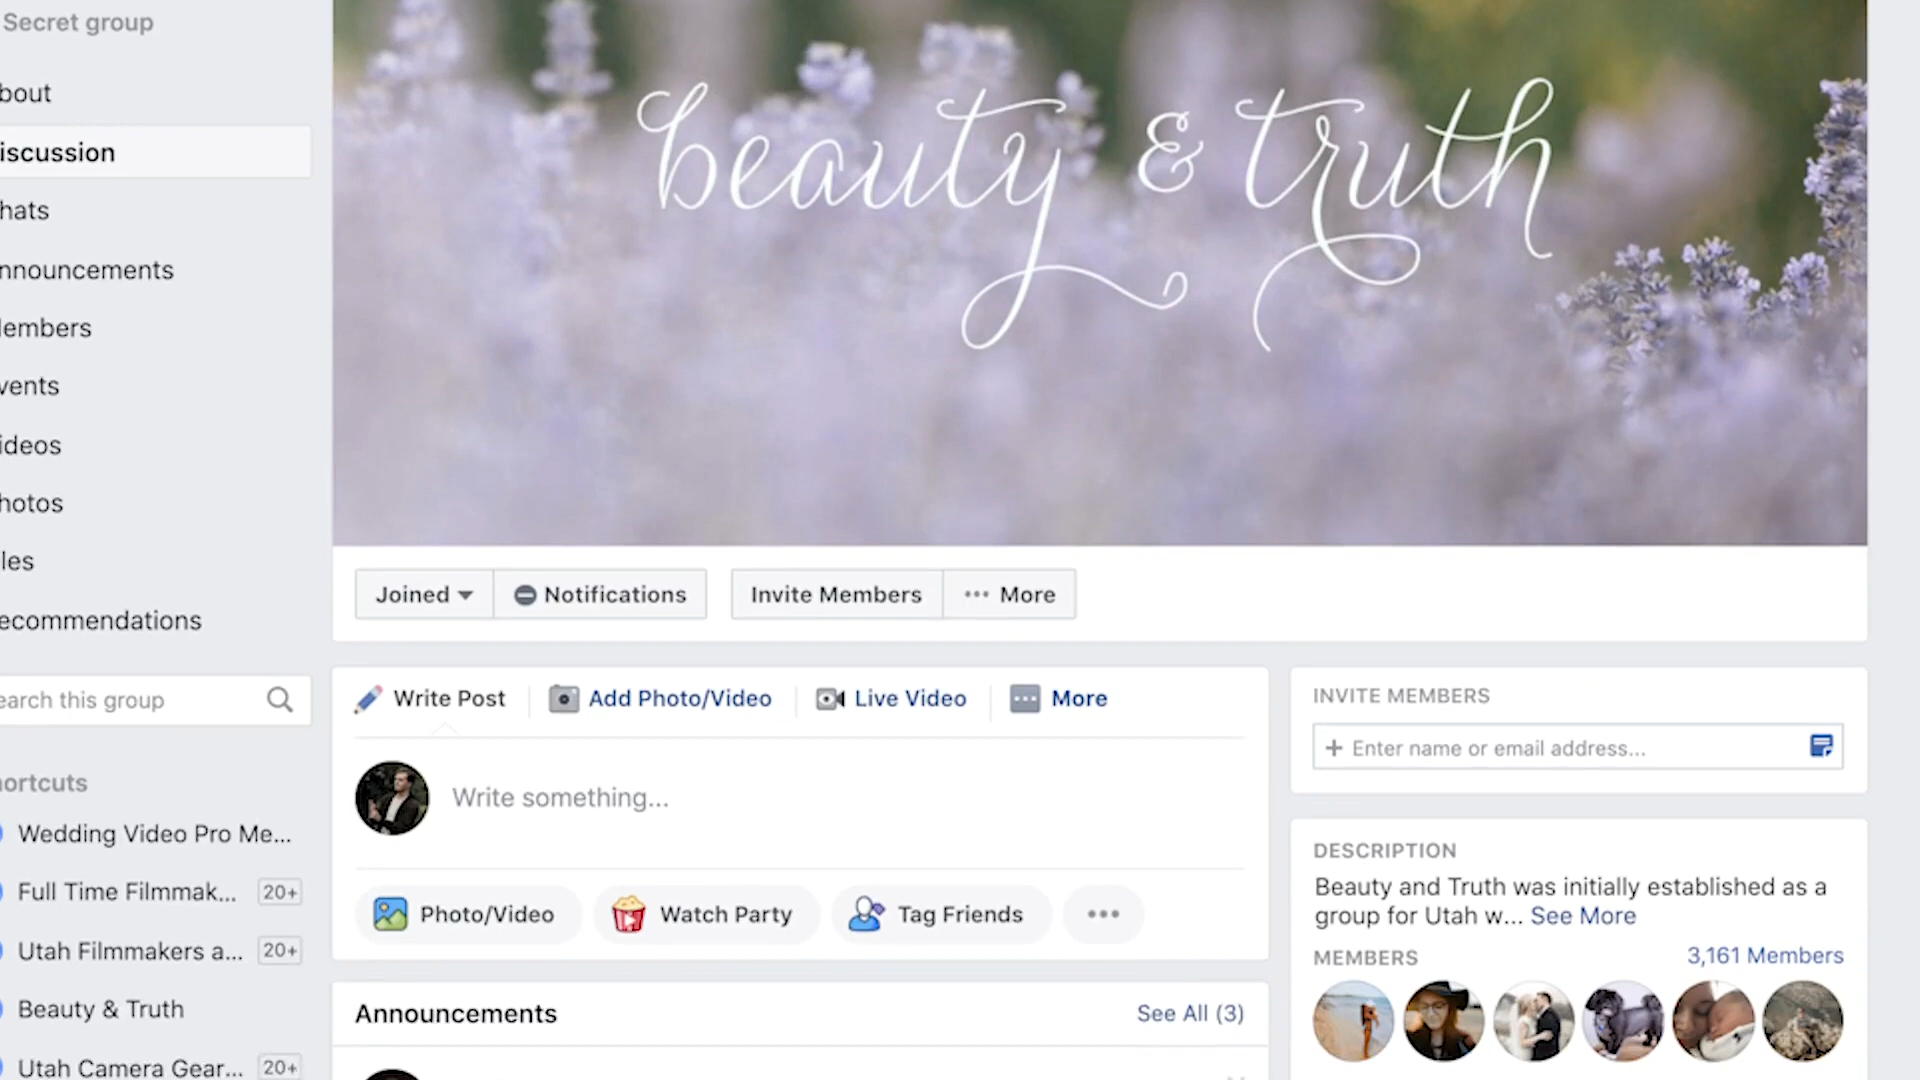 Secret group
bout
iscussion
hats
nnouncements
embers
vents
ideos
hotos
les
ecommendations
earch this group
ortcuts
Wedding Video Pro Me...
Full Time Filmmak... 20+
Utah Filmmakers a... 20+
Beauty & Truth
Utah Camera Gear... 20+
beauty & truth
Joined Notifications Invite Members ••• More
Write Post Add Photo/Video Live Video More
Write something...
Photo/Video Watch Party Tag Friends
Announcements See All (3)
INVITE MEMBERS
+ Enter name or email address...
DESCRIPTION
Beauty and Truth was initially established as a
group for Utah w... See More
MEMBERS 3,161 Members